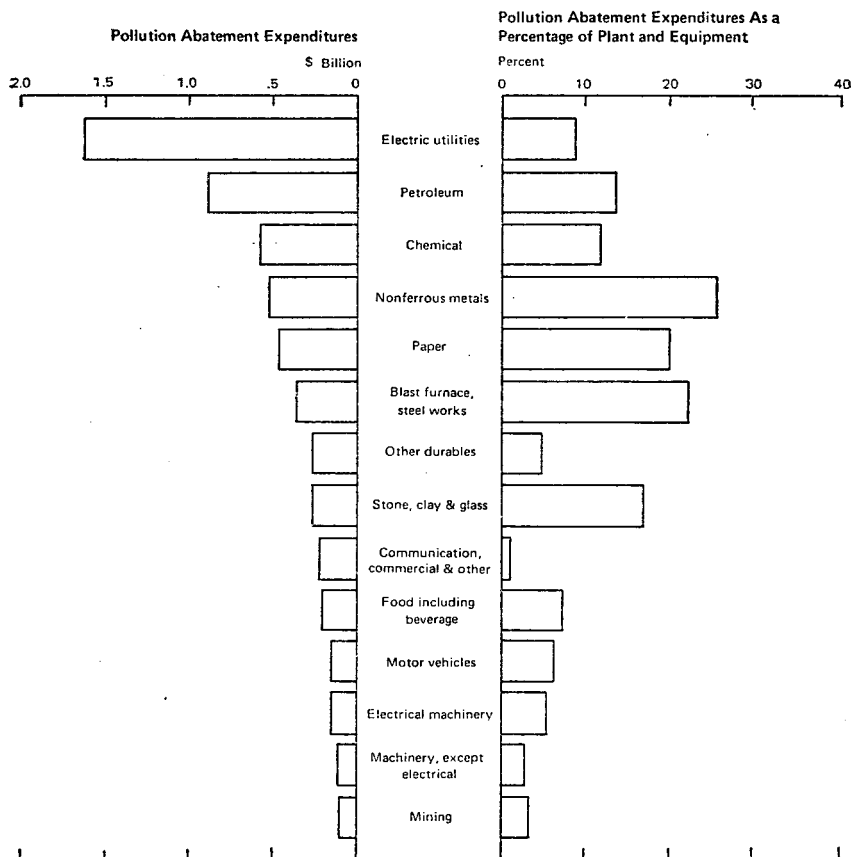 Pollution Abatement Expenditures
$ Billion
2.0 1.5 1.0 .5 0
Pollution Abatement Expenditures As a
Percentage of Plant and Equipment
Percent
0 10 20 30 40
Electric utilities
Petroleum
Chemical
Nonferrous metals
Paper
Blast furnace,
steel works
Other durables
Stone, clay & glass
Communication,
commercial & other
Food including
beverage
Motor vehicles
Electrical machinery
Machinery, except
electrical
Mining